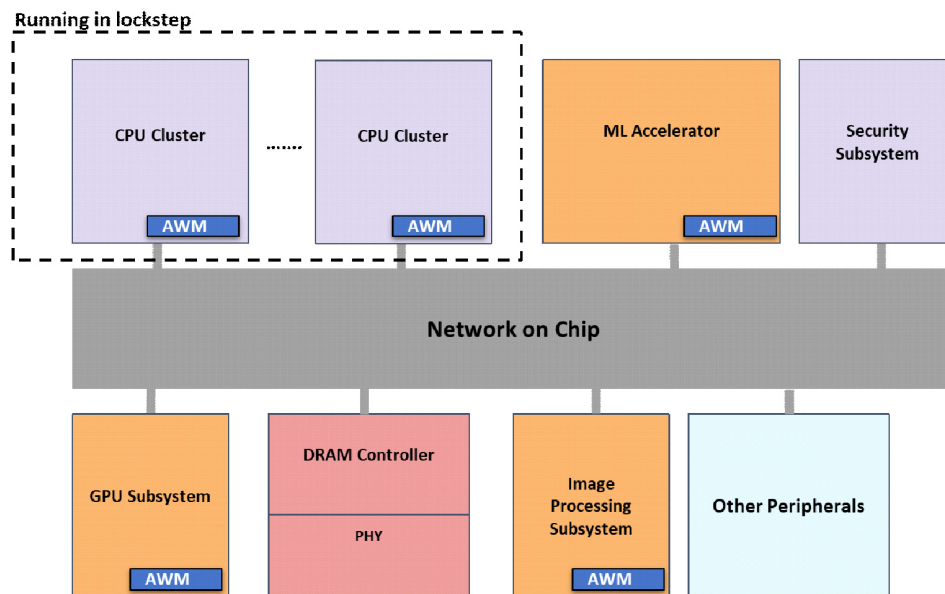 Running in lockstep
CPU Cluster
.......
CPU Cluster
ML Accelerator
Security
Subsystem
AWM
AWM
AWM
Network on Chip
GPU Subsystem
DRAM Controller
PHY
Image
Processing
Subsystem
Other Peripherals
AWM
AWM